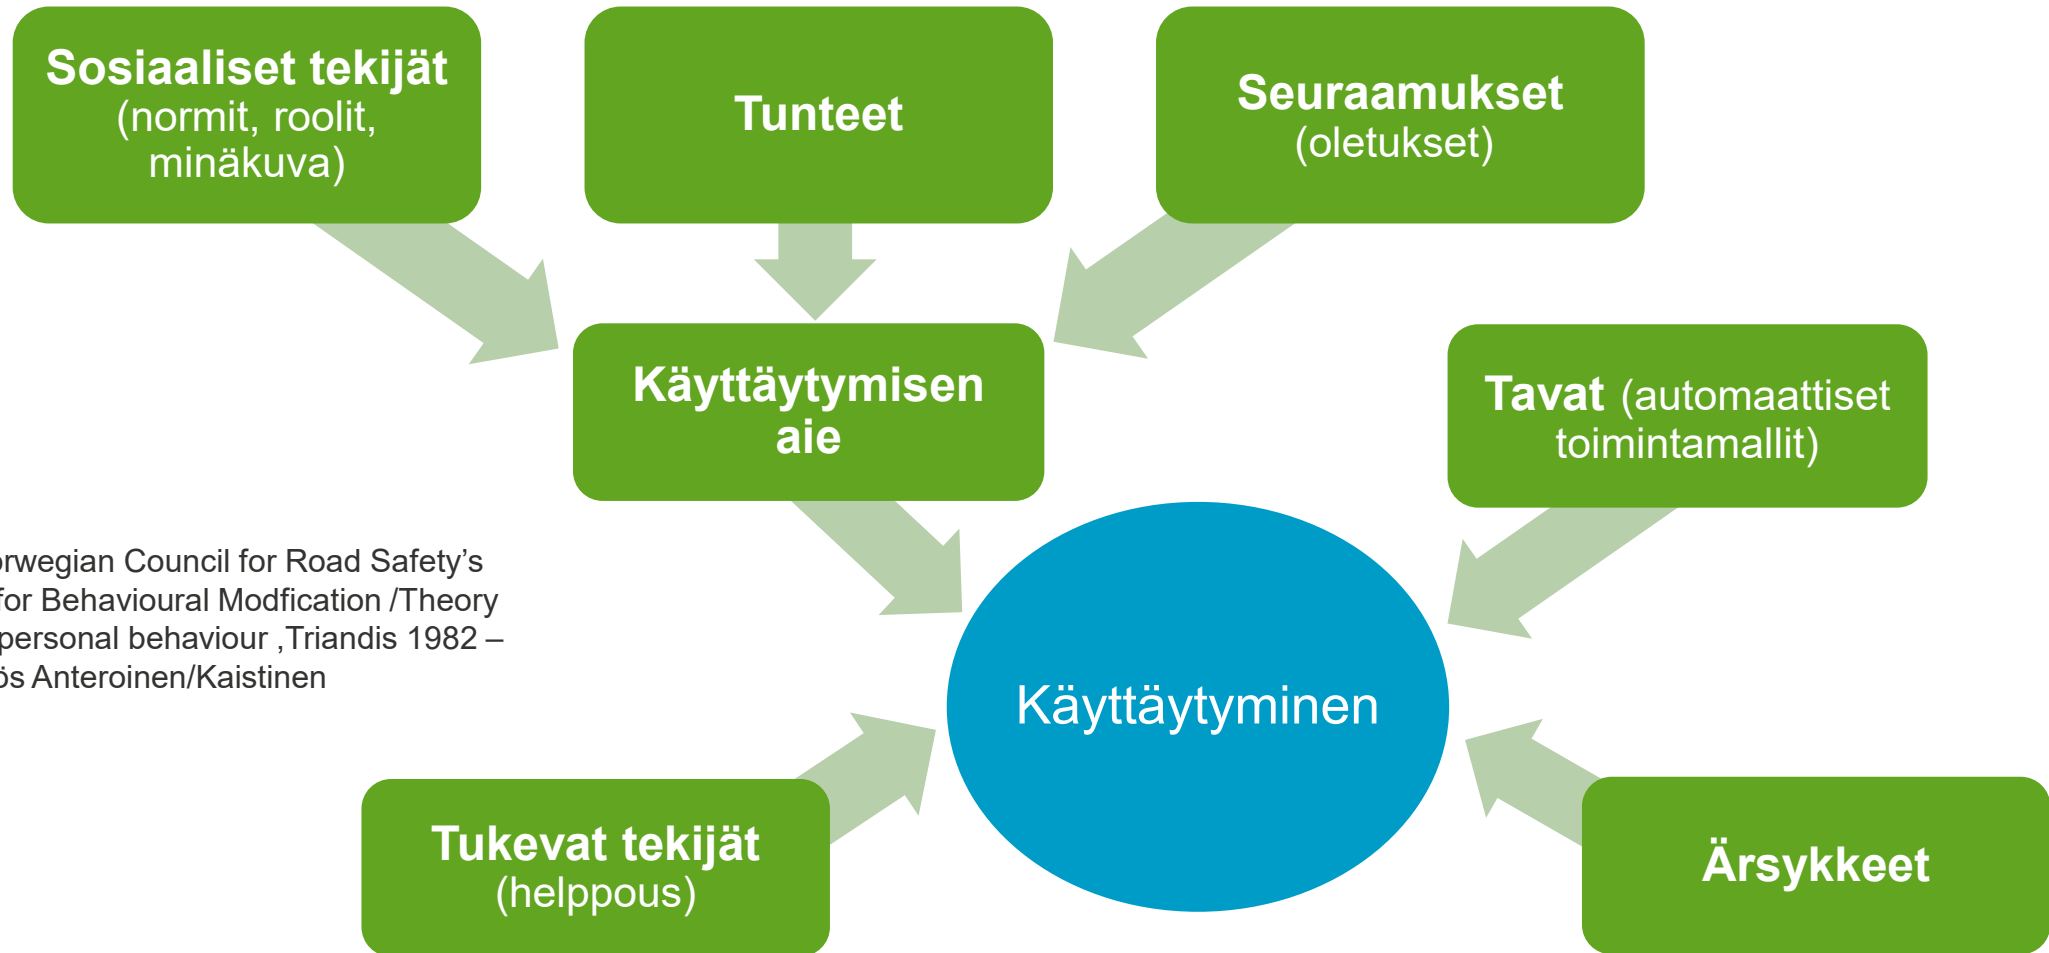 Sosiaaliset tekijät
(normit, roolit,
minäkuva)
Tunteet
Seuraamukset
(oletukset)
Käyttäytymisen
aie
Tavat (automaattiset
toimintamallit)
orwegian Council for Road Safety’s
for Behavioural Modfication /Theory
personal behaviour ,Triandis 1982 –
ös Anteroinen/Kaistinen
Käyttäytyminen
Tukevat tekijät
(helppous)
Ärsykkeet